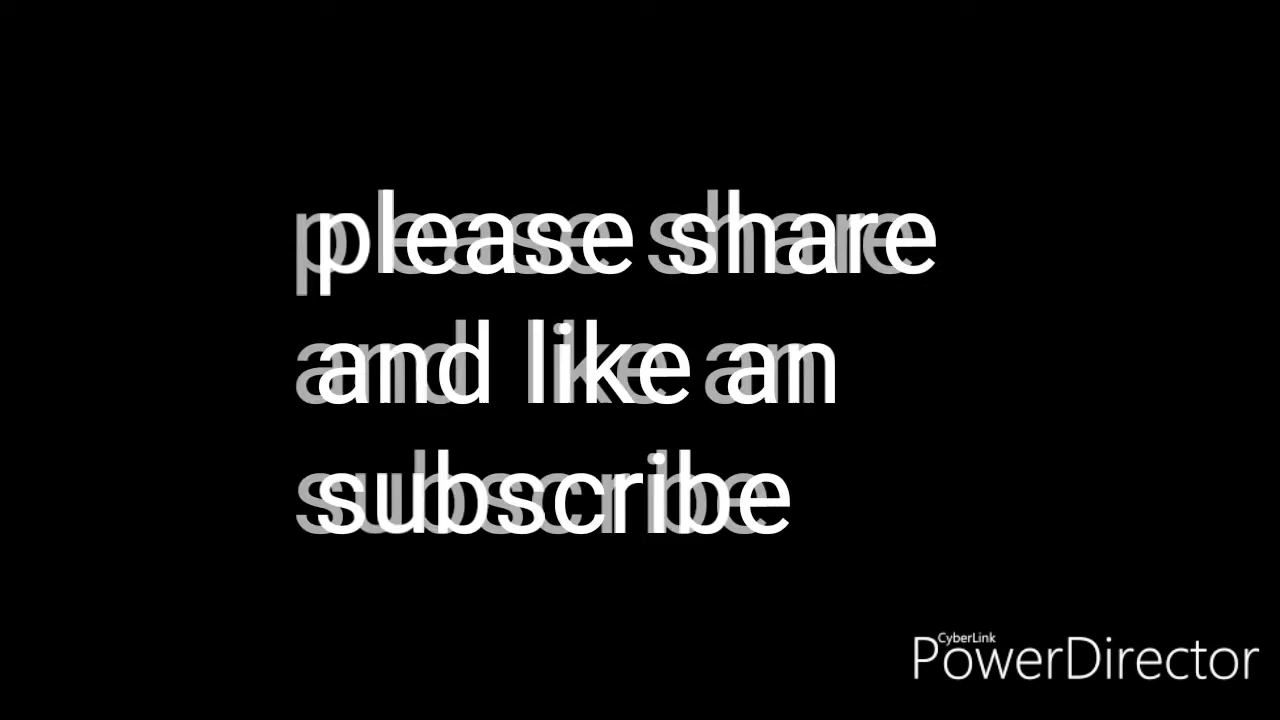 please share
and like an
subscribe
CyberLink
PowerDirector